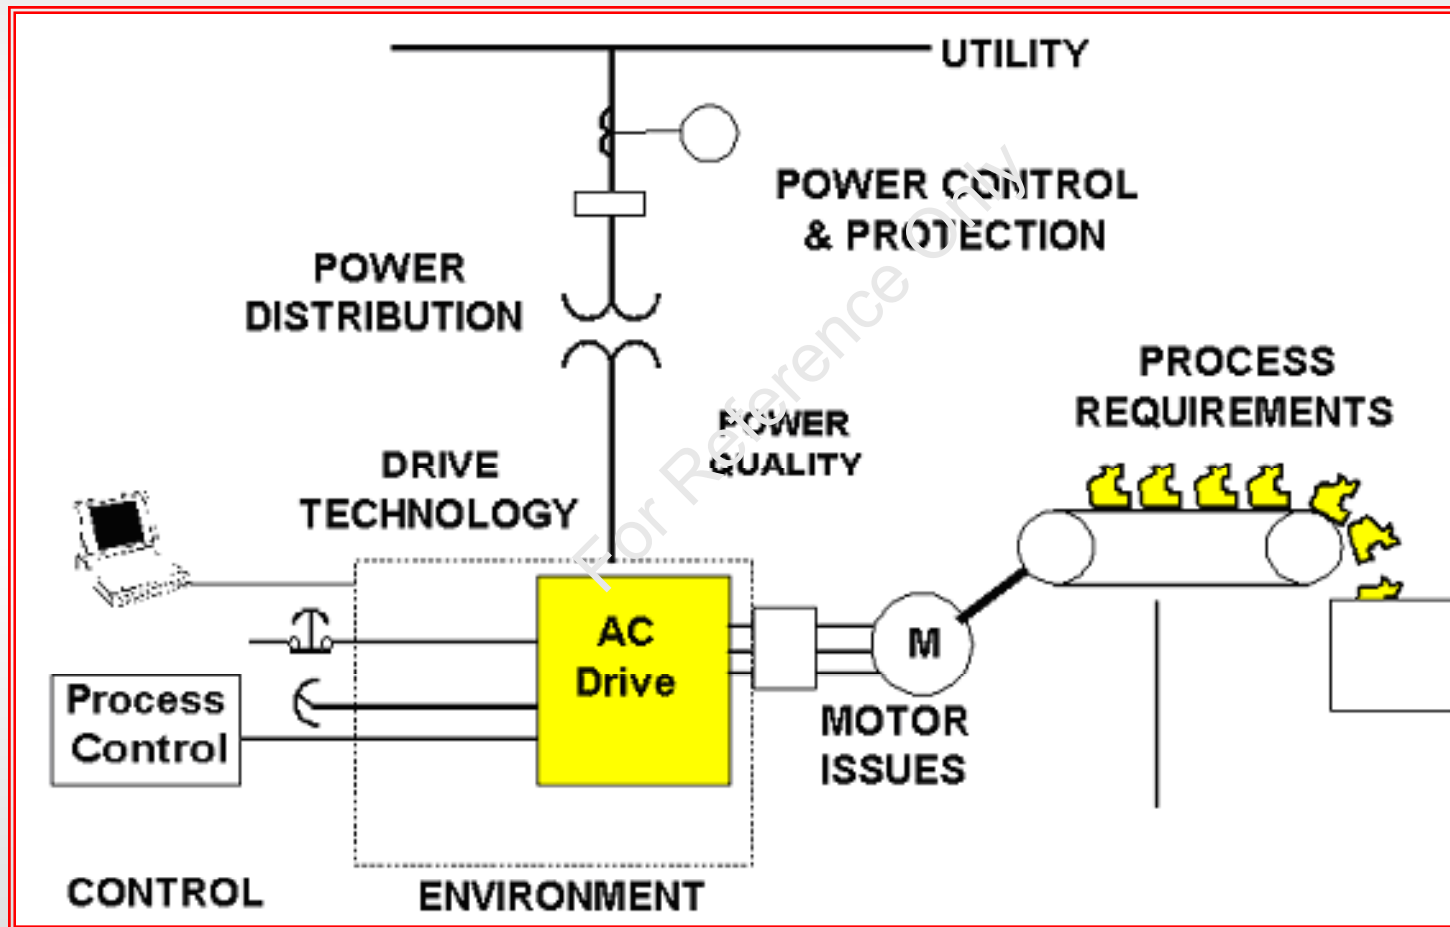 UTILITY
POWER CONTROL
& PROTECTION
POWER
DISTRIBUTION
PROCESS
REQUIREMENTS
POWER
QUALITY
DRIVE
TECHNOLOGY
AC
Drive
M
Process
Control
MOTOR
ISSUES
CONTROL
ENVIRONMENT
For Reference Only